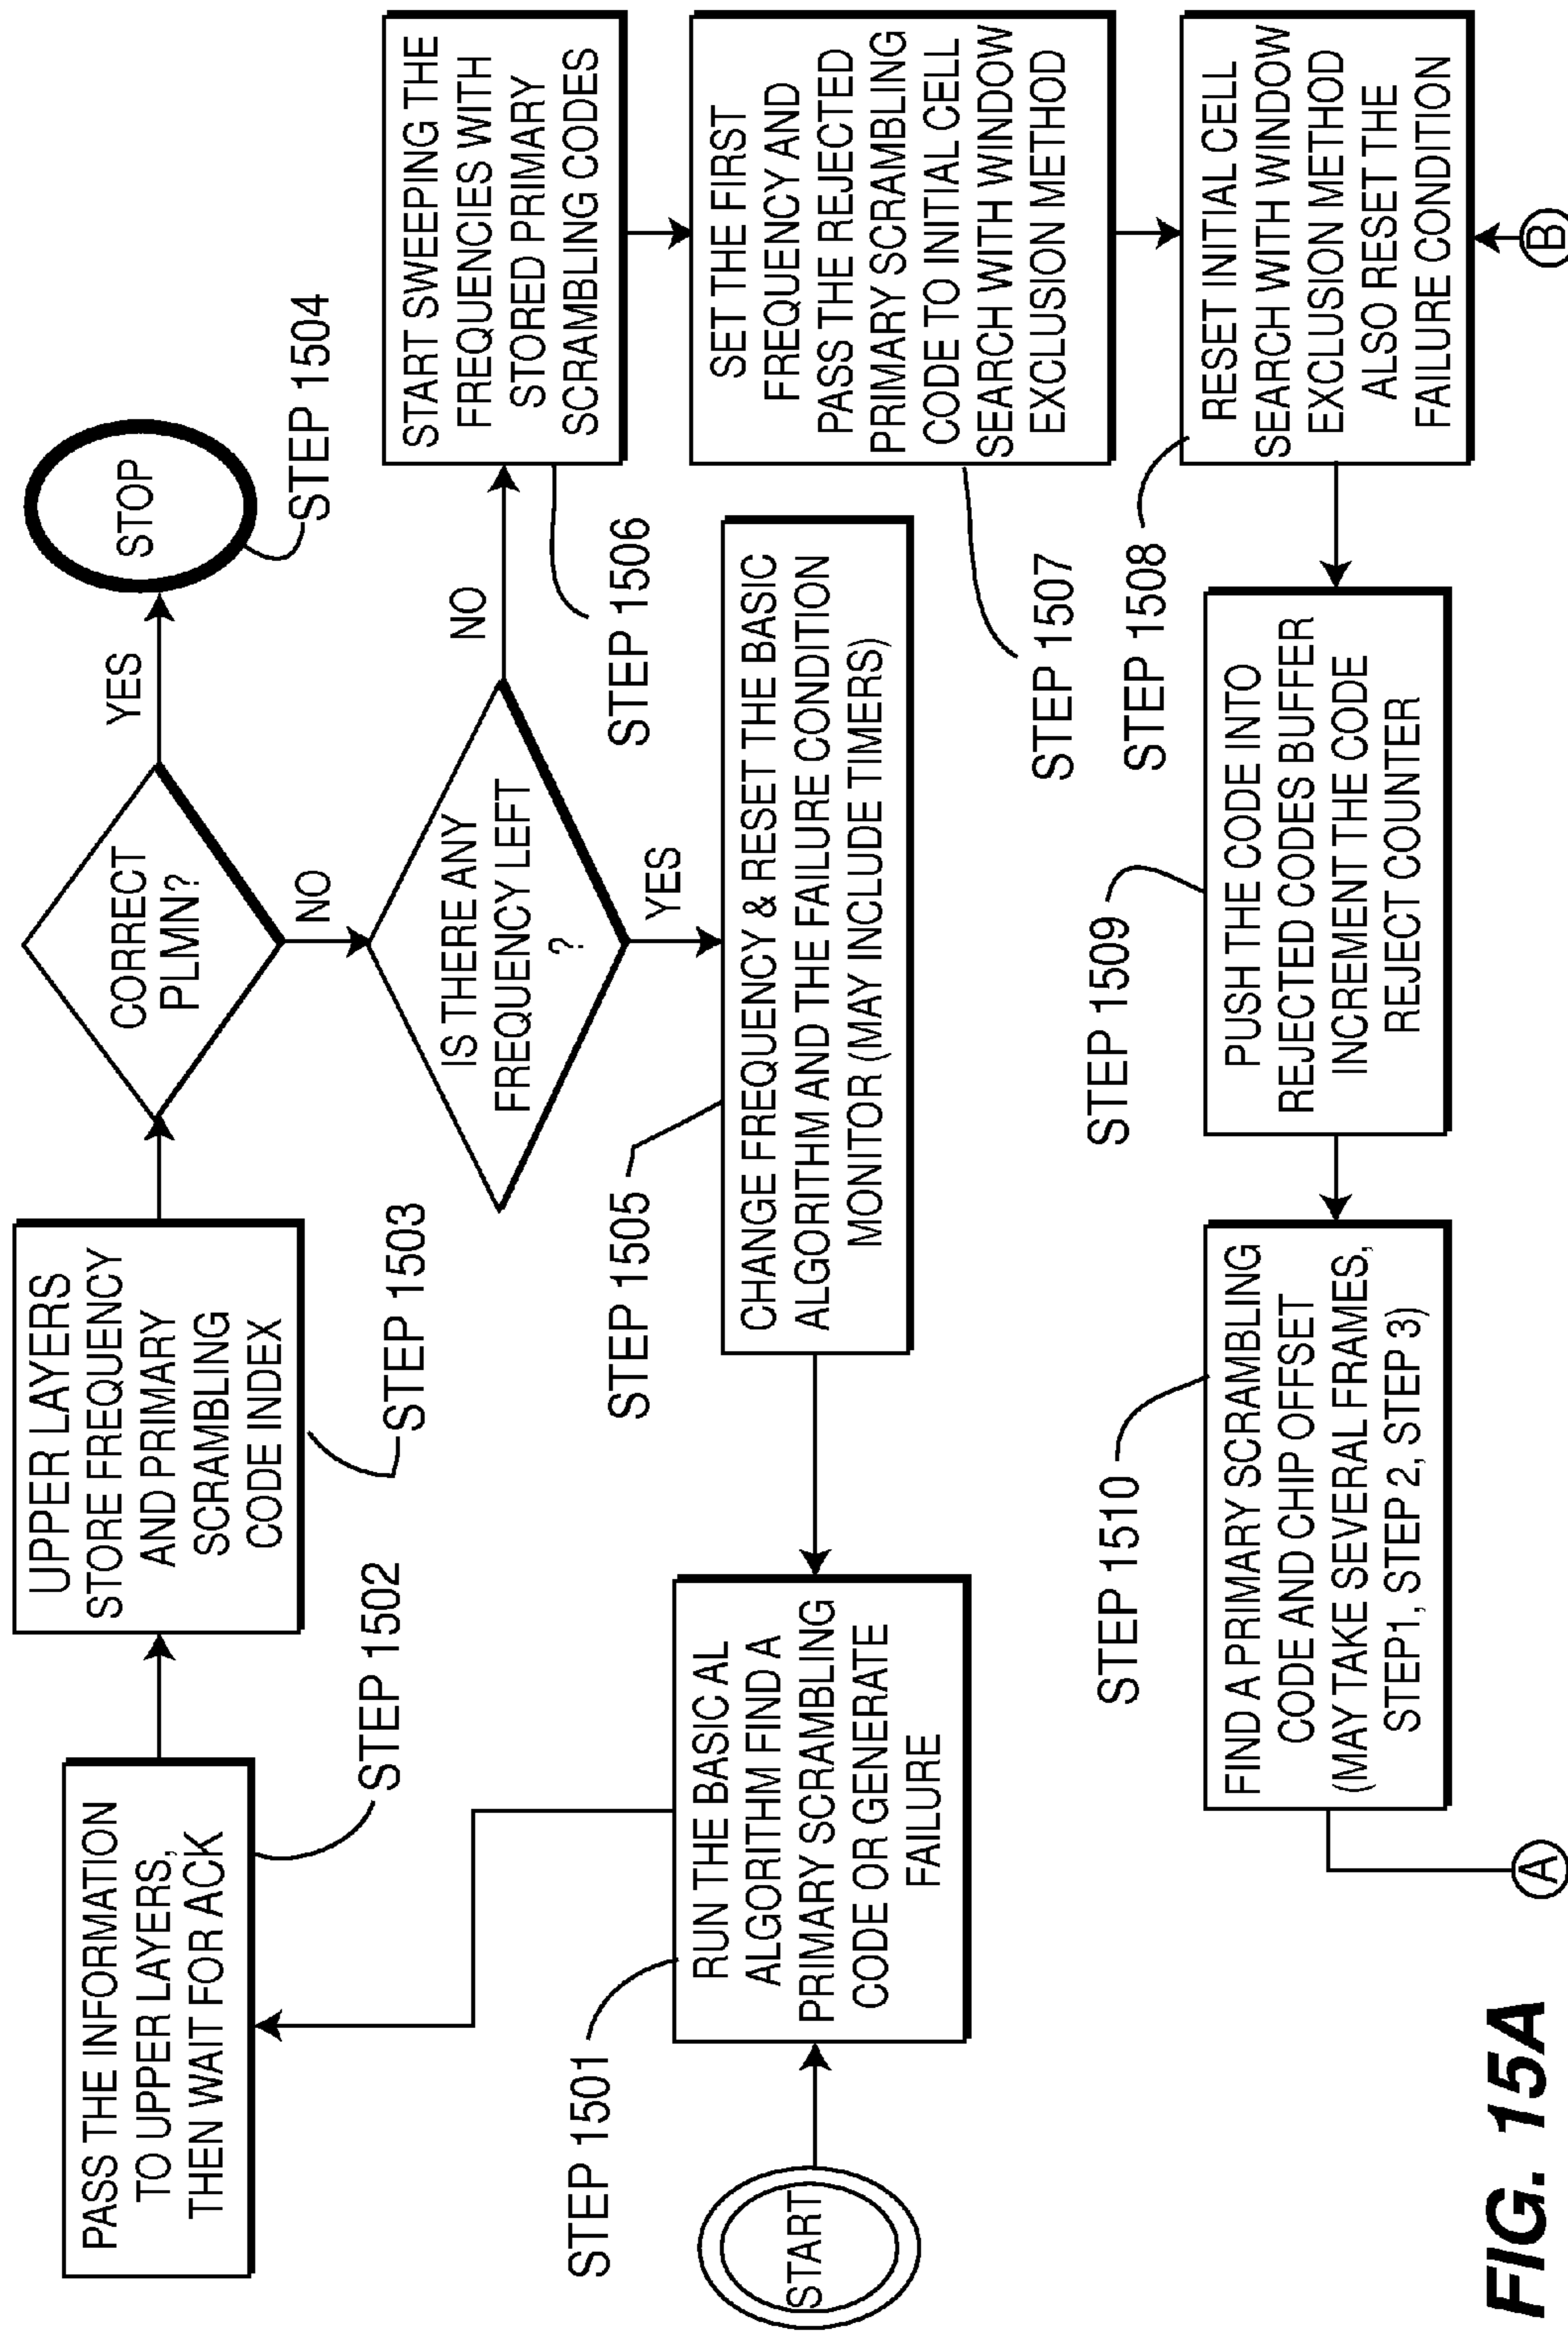 START
STEP 1501
RUN THE BASIC AL
ALGORITHM FIND A
PRIMARY SCRAMBLING
CODE OR GENERATE
FAILURE
PASS THE INFORMATION
TO UPPER LAYERS,
THEN WAIT FOR ACK
STEP 1502
UPPER LAYERS
STORE FREQUENCY
AND PRIMARY
SCRAMBLING
CODE INDEX
STEP 1503
CORRECT
PLMN?
YES
STOP
STEP 1504
NO
IS THERE ANY
FREQUENCY LEFT
?
YES
STEP 1505
CHANGE FREQUENCY & RESET THE BASIC
ALGORITHM AND THE FAILURE CONDITION
MONITOR (MAY INCLUDE TIMERS)
NO
START SWEEPING THE
FREQUENCIES WITH
STORED PRIMARY
SCRAMBLING CODES
STEP 1506
SET THE FIRST
FREQUENCY AND
PASS THE REJECTED
PRIMARY SCRAMBLING
CODE TO INITIAL CELL
SEARCH WITH WINDOW
EXCLUSION METHOD
STEP 1507
RESET INITIAL CELL
SEARCH WITH WINDOW
EXCLUSION METHOD
ALSO RESET THE
FAILURE CONDITION
STEP 1508
B
STEP 1509
PUSH THE CODE INTO
REJECTED CODES BUFFER
INCREMENT THE CODE
REJECT COUNTER
STEP 1510
FIND A PRIMARY SCRAMBLING
CODE AND CHIP OFFSET
(MAY TAKE SEVERAL FRAMES,
STEP1, STEP 2, STEP 3)
A
FIG. 15A